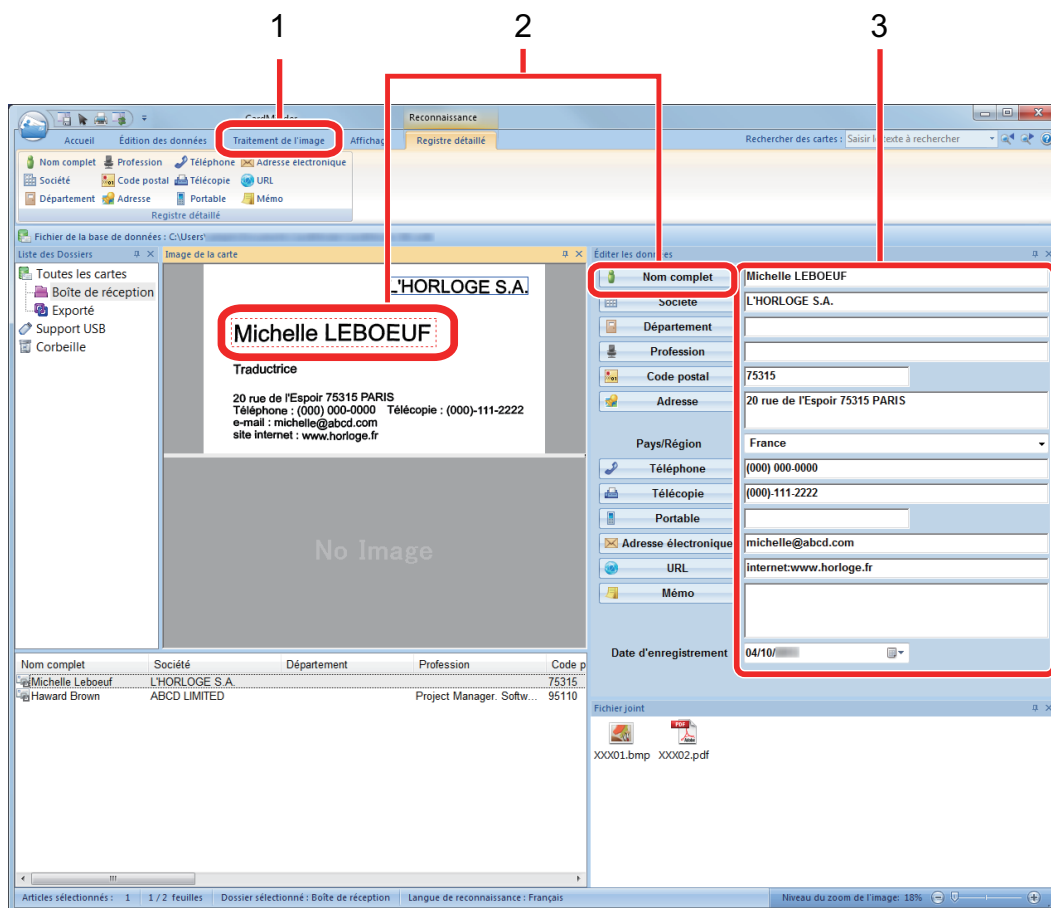 1 2 3
CardMinder Reconnaissance
Accueil Édition des données Traitement de l'image Affichage Registre détaillé Rechercher des cartes : Saisir le texte à rechercher
Nom complet Profession Téléphone Adresse électronique
Société Code postal Télécopie URL
Département Adresse Portable Mémo
Registre détaillé
Fichier de la base de données : C:\Users\
Liste des Dossiers
Toutes les cartes
Boîte de réception
Exporté
Support USB
Corbeille
Image de la carte
L'HORLOGE S.A.
Michelle LEBOEUF
Traductrice
20 rue de l'Espoir 75315 PARIS
Téléphone : (000) 000-0000 Télécopie : (000)-111-2222
e-mail : michelle@abcd.com
site internet : www.horloge.fr
No Image
Éditer les données
Nom complet Michelle LEBOEUF
Société L'HORLOGE S.A.
Département
Profession
Code postal 75315
Adresse 20 rue de l'Espoir 75315 PARIS
Pays/Région France
Téléphone (000) 000-0000
Télécopie (000)-111-2222
Portable
Adresse électronique michelle@abcd.com
URL internet:www.horloge.fr
Mémo
Date d'enregistrement 04/10/
Nom complet Société Département Profession Code p
Michelle Leboeuf L'HORLOGE S.A. 75315
Haward Brown ABCD LIMITED Project Manager. Softw... 95110
Fichier joint
PDF
Adobe
XXX01.bmp XXX02.pdf
Articles sélectionnés : 1 1 / 2 feuilles Dossier sélectionné : Boîte de réception Langue de reconnaissance : Français Niveau du zoom de l'image: 18%